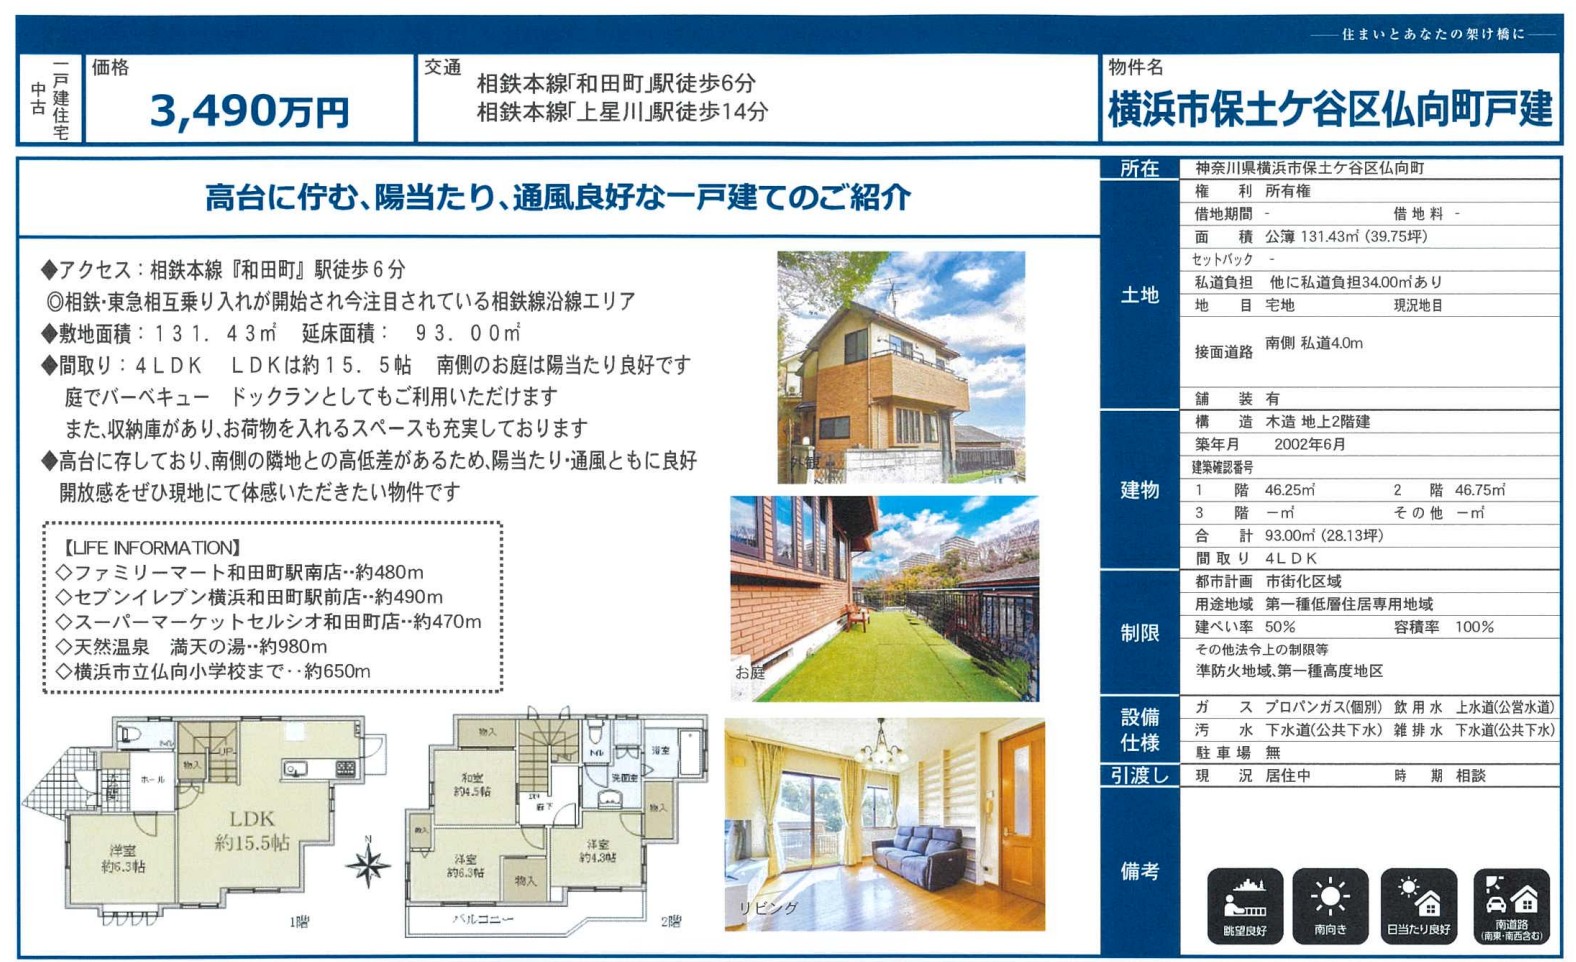 住まいとあなたの架け橋に
中古
一戸建住宅
価格
3,490万円
交通
相鉄本線「和田町」駅徒歩6分
相鉄本線「上星川」駅徒歩14分
物件名
横浜市保土ケ谷区仏向町戸建
高台に佇む、陽当たり、通風良好な一戸建てのご紹介
◆アクセス：相鉄本線『和田町』駅徒歩６分
◎相鉄・東急相互乗り入れが開始され今注目されている相鉄線沿線エリア
◆敷地面積：１３１．４３㎡　延床面積：　９３．００㎡
◆間取り：４ＬＤＫ　ＬＤＫは約１５．５帖　南側のお庭は陽当たり良好です
庭でバーベキュー　ドックランとしてもご利用いただけます
また、収納庫があり、お荷物を入れるスペースも充実しております
◆高台に存しており、南側の隣地との高低差があるため、陽当たり・通風ともに良好
開放感をぜひ現地にて体感いただきたい物件です
【LIFE INFORMATION】
◇ファミリーマート和田町駅南店‥約480m
◇セブンイレブン横浜和田町駅前店‥約490m
◇スーパーマーケットセルシオ和田町店‥約470m
◇天然温泉　満天の湯‥約980m
◇横浜市立仏向小学校まで‥約650m
外観
お庭
リビング
トイレ
物入
UP
ホール
LDK
約15.5帖
洋室
約6.3帖
N
1階
物入
和室
約4.5帖
トイレ
浴室
洗面室
廊下
物入
洋室
約6.3帖
物入
洋室
約4.3帖
バルコニー
2階
所在 神奈川県横浜市保土ケ谷区仏向町
土地
権利 所有権
借地期間 - 借地料 -
面積 公簿 131.43㎡ (39.75坪)
セットバック -
私道負担 他に私道負担34.00㎡あり
地目 宅地 現況地目
接面道路 南側 私道4.0m
舗装 有
建物
構造 木造 地上2階建
築年月 2002年6月
建築確認番号
1階 46.25㎡ 2階 46.75㎡
3階 －㎡ その他 －㎡
合計 93.00㎡ (28.13坪)
間取り 4ＬＤＫ
制限
都市計画 市街化区域
用途地域 第一種低層住居専用地域
建ぺい率 50% 容積率 100%
その他法令上の制限等
準防火地域、第一種高度地区
設備仕様
ガス プロパンガス(個別) 飲用水 上水道(公営水道)
汚水 下水道(公共下水) 雑排水 下水道(公共下水)
駐車場 無
引渡し 現況 居住中 時期 相談
備考
眺望良好
南向き
日当たり良好
南道路
(南東・南西含む)